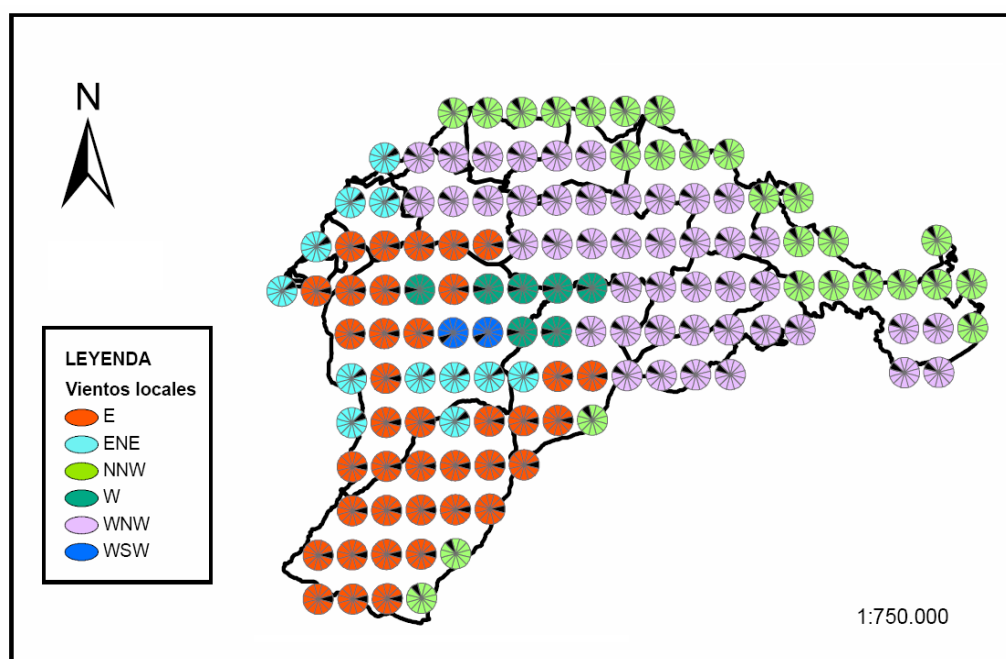 N
LEYENDA
Vientos locales
E
ENE
NNW
W
WNW
WSW
1:750.000